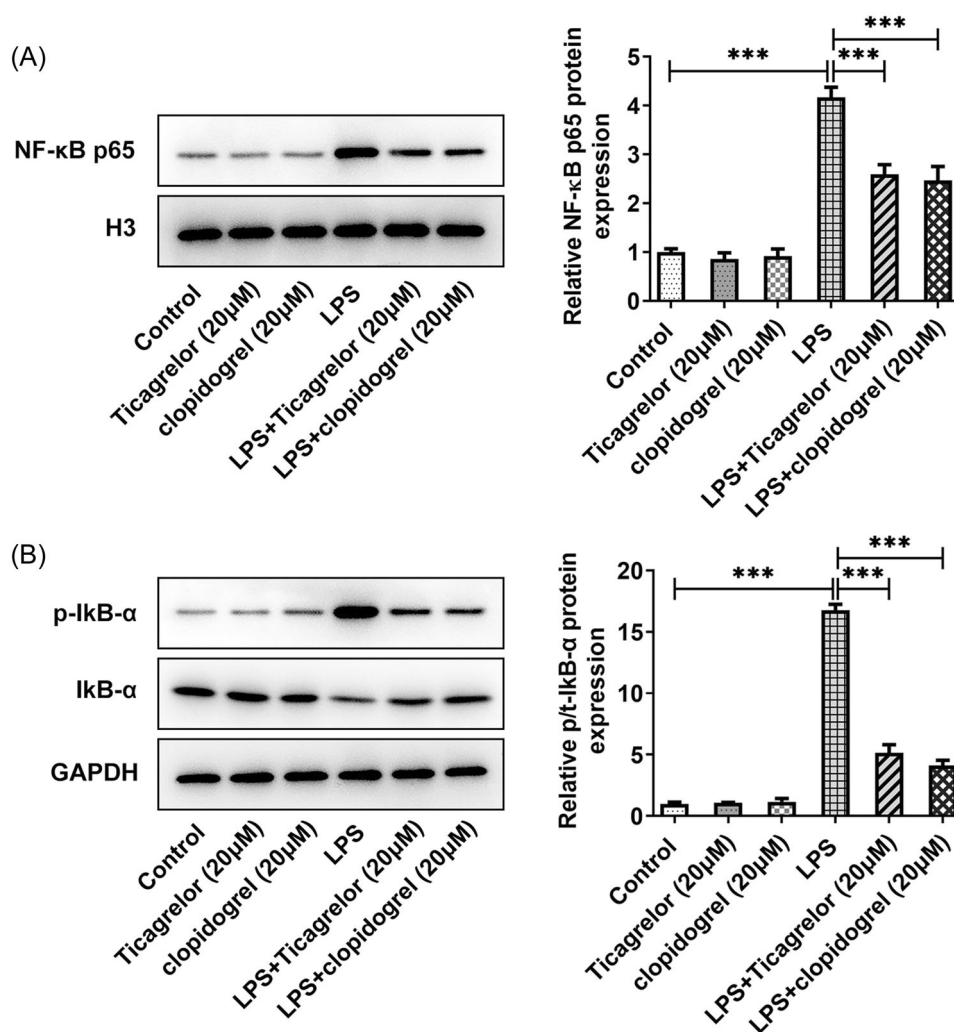 (A)
NF-κB p65
H3
Control
Ticagrelor (20μM)
clopidogrel (20μM)
LPS
LPS+Ticagrelor (20μM)
LPS+clopidogrel (20μM)
Relative NF-κB p65 protein
expression
5
4
3
2
1
0
***
***
***
Control
Ticagrelor (20μM)
clopidogrel (20μM)
LPS
LPS+Ticagrelor (20μM)
LPS+clopidogrel (20μM)
(B)
p-IkB-α
IkB-α
GAPDH
Control
Ticagrelor (20μM)
clopidogrel (20μM)
LPS
LPS+Ticagrelor (20μM)
LPS+clopidogrel (20μM)
Relative p/t-IkB-α protein
expression
20
15
10
5
0
***
***
***
Control
Ticagrelor (20μM)
clopidogrel (20μM)
LPS
LPS+Ticagrelor (20μM)
LPS+clopidogrel (20μM)